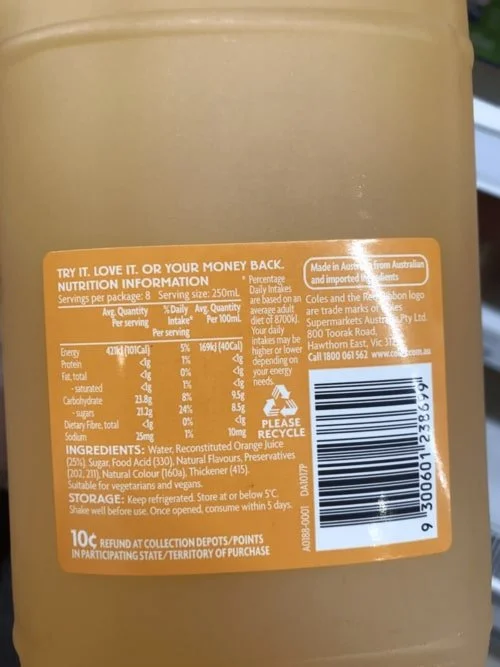 TRY IT. LOVE IT. OR YOUR MONEY BACK.
NUTRITION INFORMATION
Servings per package: 8 Serving size: 250mL
Avg. Quantity Per serving % Daily Intake* Per serving Avg. Quantity Per 100mL
Energy 421kJ (101Cal) 5% 169kJ (40Cal)
Protein <1g 1% <1g
Fat, total <1g 0% <1g
-saturated <1g 1% <1g
Carbohydrate 23.8g 8% 9.5g
-sugars 21.2g 24% 8.5g
Dietary Fibre, total <1g 0% <1g
Sodium 25mg 1% 10mg
* Percentage
Daily Intakes
are based on an
average adult
diet of 8700kJ.
Your daily
intakes may be
higher or lower
depending on
your energy
needs.
PLEASE
RECYCLE
INGREDIENTS: Water, Reconstituted Orange Juice
(25%), Sugar, Food Acid (330), Natural Flavours, Preservatives
(202, 211), Natural Colour (160a), Thickener (415).
Suitable for vegetarians and vegans.
STORAGE: Keep refrigerated. Store at or below 5°C.
Shake well before use. Once opened, consume within 5 days.
10¢ REFUND AT COLLECTION DEPOTS/POINTS
IN PARTICIPATING STATE/TERRITORY OF PURCHASE
Made in from Australian
and imported
Coles and the logo
are trade marks of
Supermarkets Pty Ltd.
800 Toorak Road,
Hawthorn East, Vic
Call 1800 061 562
A0188-0001 DA1017P
9 300601 238699